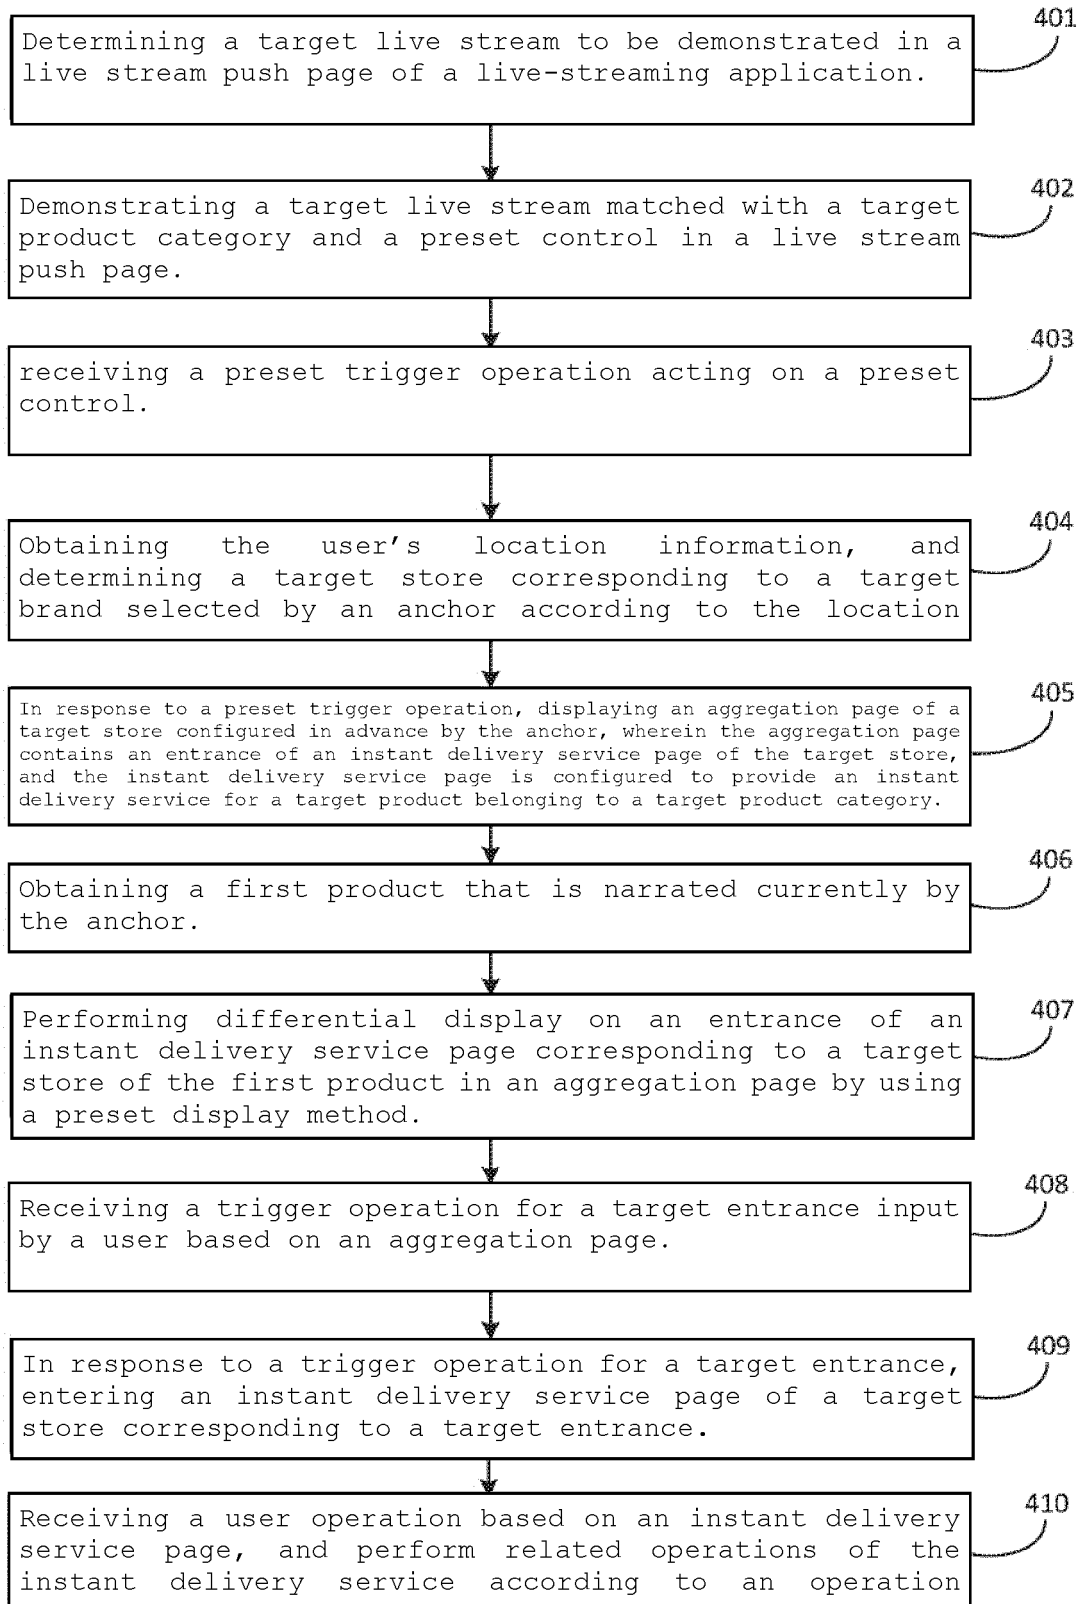 401
Determining a target live stream to be demonstrated in a
live stream push page of a live-streaming application.
402
Demonstrating a target live stream matched with a target
product category and a preset control in a live stream
push page.
403
receiving a preset trigger operation acting on a preset
control.
404
Obtaining the user's location information, and
determining a target store corresponding to a target
brand selected by an anchor according to the location
405
In response to a preset trigger operation, displaying an aggregation page of a
target store configured in advance by the anchor, wherein the aggregation page
contains an entrance of an instant delivery service page of the target store,
and the instant delivery service page is configured to provide an instant
delivery service for a target product belonging to a target product category.
406
Obtaining a first product that is narrated currently by
the anchor.
407
Performing differential display on an entrance of an
instant delivery service page corresponding to a target
store of the first product in an aggregation page by using
a preset display method.
408
Receiving a trigger operation for a target entrance input
by a user based on an aggregation page.
409
In response to a trigger operation for a target entrance,
entering an instant delivery service page of a target
store corresponding to a target entrance.
410
Receiving a user operation based on an instant delivery
service page, and perform related operations of the
instant delivery service according to an operation